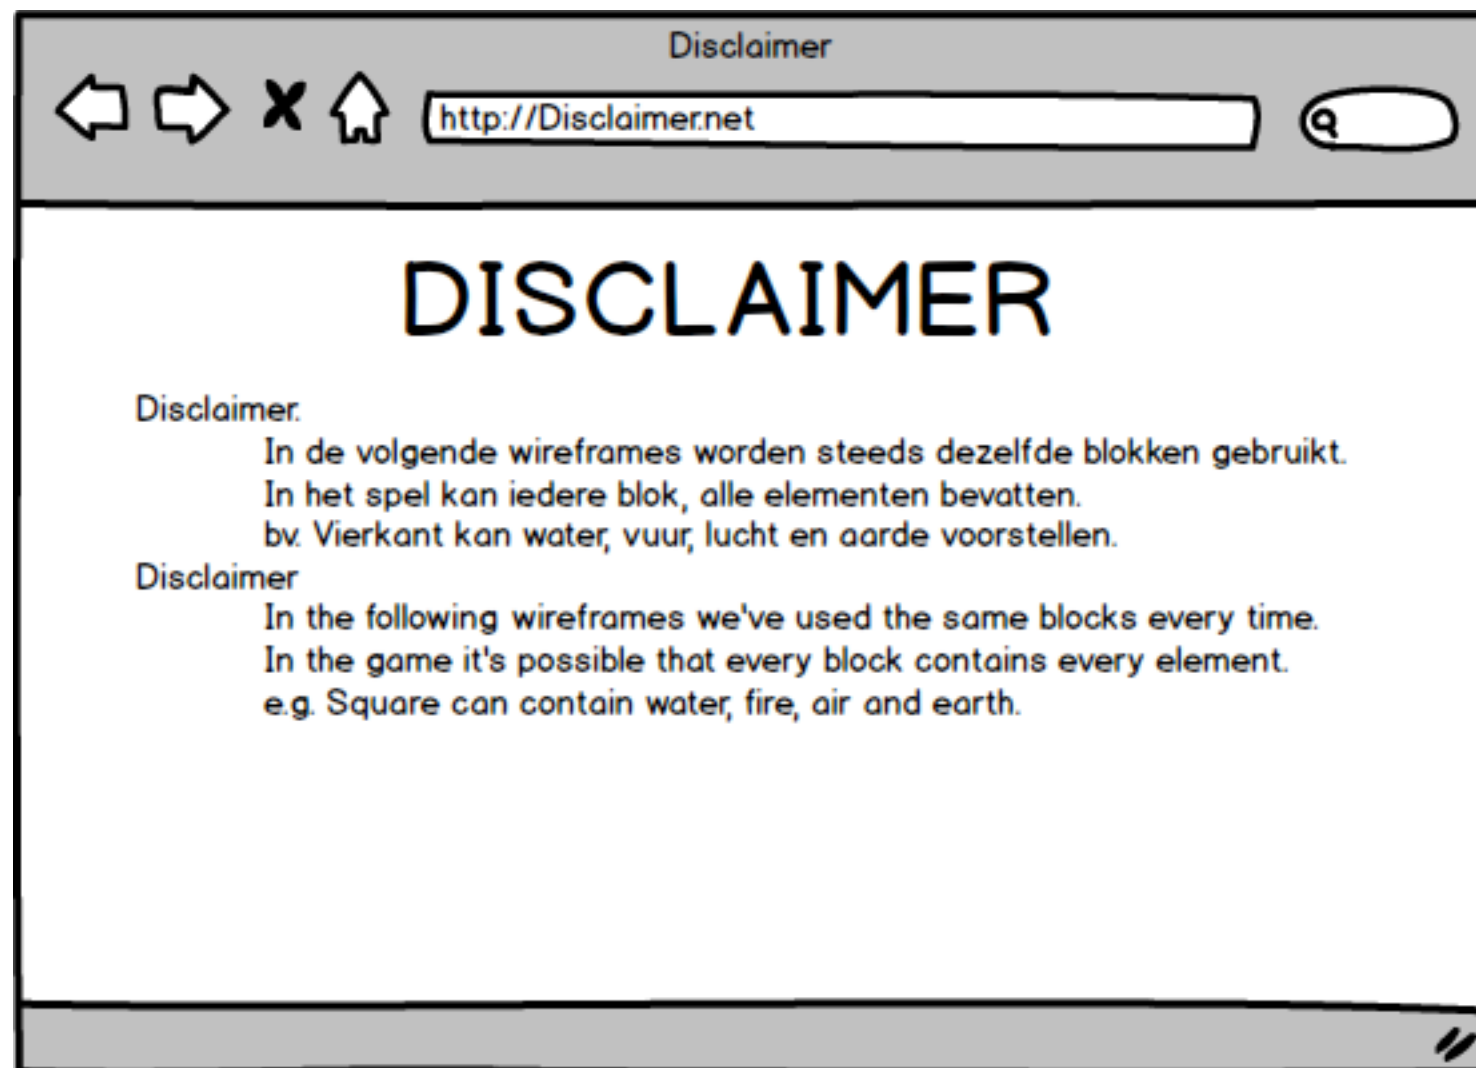 Disclaimer
http://Disclaimer.net
DISCLAIMER
Disclaimer.
In de volgende wireframes worden steeds dezelfde blokken gebruikt.
In het spel kan iedere blok, alle elementen bevatten.
bv. Vierkant kan water, vuur, lucht en aarde voorstellen.
Disclaimer
In the following wireframes we've used the same blocks every time.
In the game it's possible that every block contains every element.
e.g. Square can contain water, fire, air and earth.